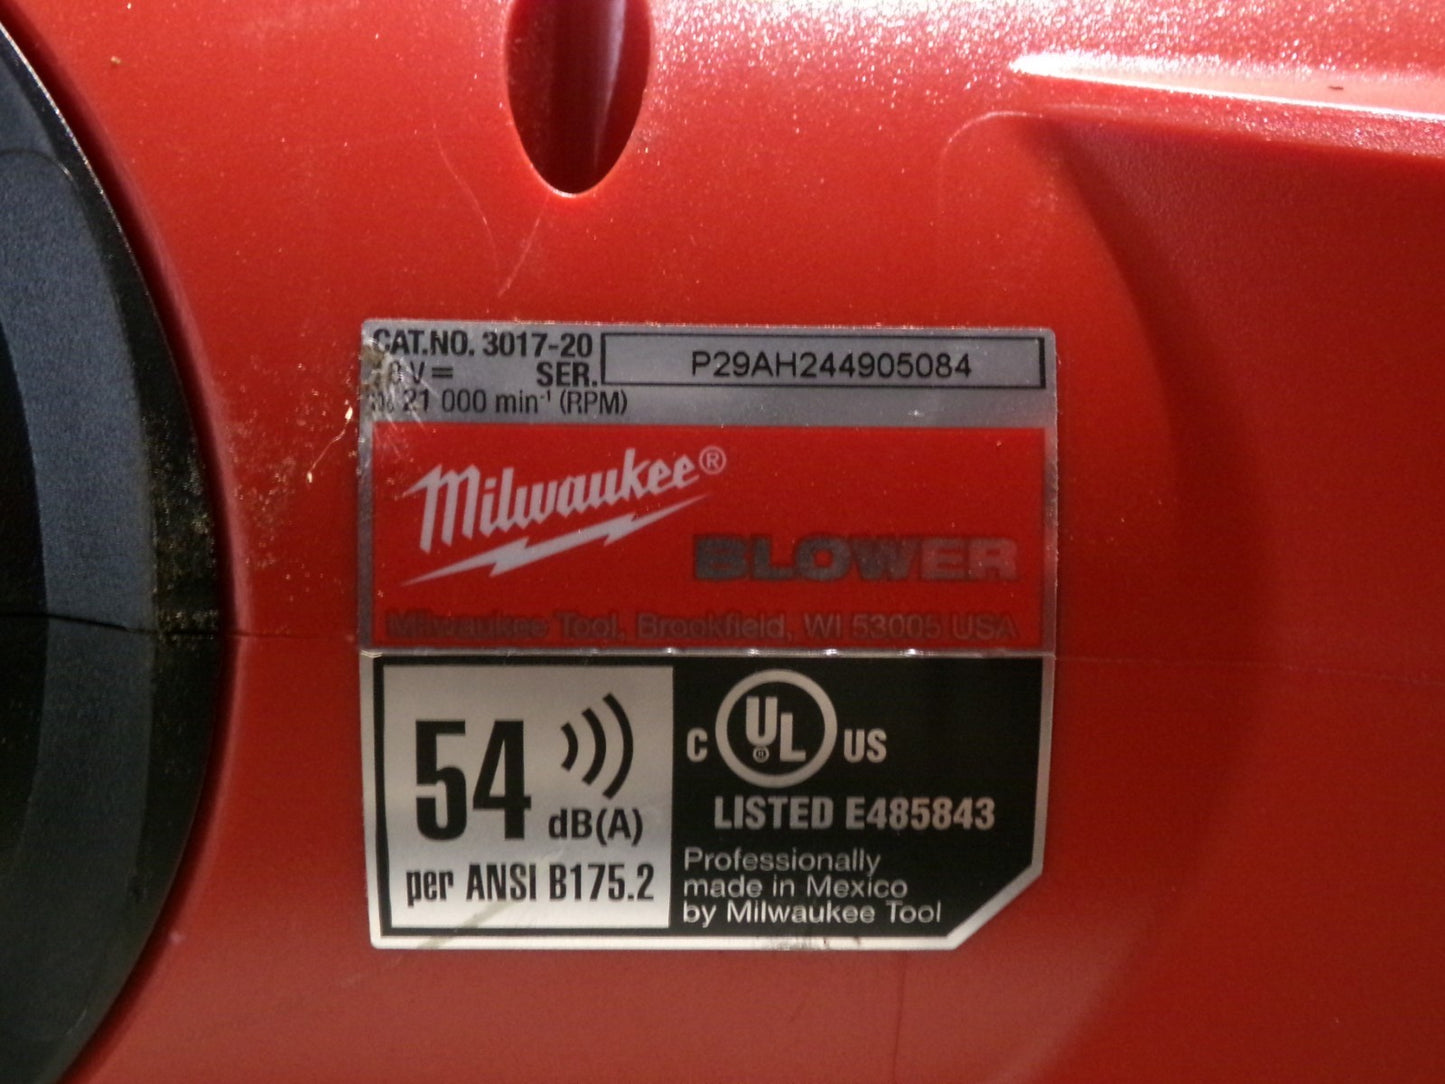 CAT.NO. 3017-20
V⎓ SER. P29AH244905084
21 000 min⁻¹ (RPM)
Milwaukee®
BLOWER
Milwaukee Tool, Brookfield, WI 53005 USA
54 dB(A)
per ANSI B175.2
C UL® US
LISTED E485843
Professionally
made in Mexico
by Milwaukee Tool